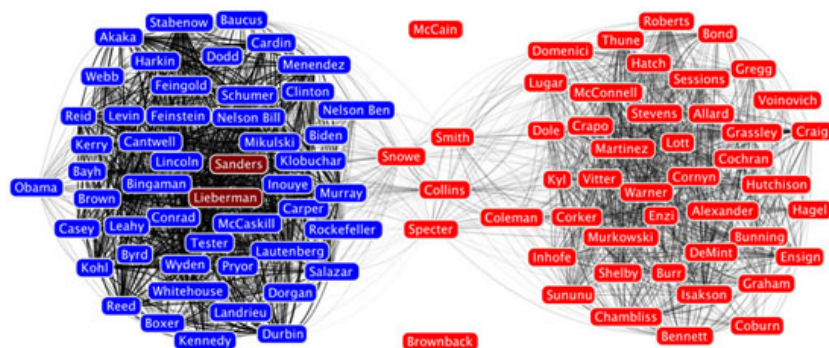 Stabenow
Baucus
Akaka
Cardin
Harkin
Dodd
Menendez
Webb
Feingold
Schumer
Clinton
Nelson Ben
Reid
Levin
Feinstein
Nelson Bill
Biden
Kerry
Cantwell
Mikulski
Lincoln
Sanders
Klobuchar
Bayh
Obama
Bingaman
Inouye
Murray
Brown
Lieberman
Carper
Casey
Leahy
Conrad
McCaskill
Rockefeller
Tester
Kohl
Byrd
Wyden
Pryor
Lautenberg
Salazar
Whitehouse
Dorgan
Reed
Boxer
Landrieu
Kennedy
Durbin
McCain
Smith
Snowe
Collins
Specter
Coleman
Brownback
Roberts
Thune
Bond
Domenici
Hatch
Gregg
Lugar
McConnell
Sessions
Voinovich
Stevens
Allard
Dole
Crapo
Grassley
Craig
Martinez
Lott
Cochran
Kyl
Vitter
Cornyn
Hutchison
Warner
Corker
Enzi
Alexander
Hagel
Murkowski
Bunning
Inhofe
DeMint
Ensign
Shelby
Burr
Graham
Sununu
Isakson
Chambliss
Coburn
Bennett